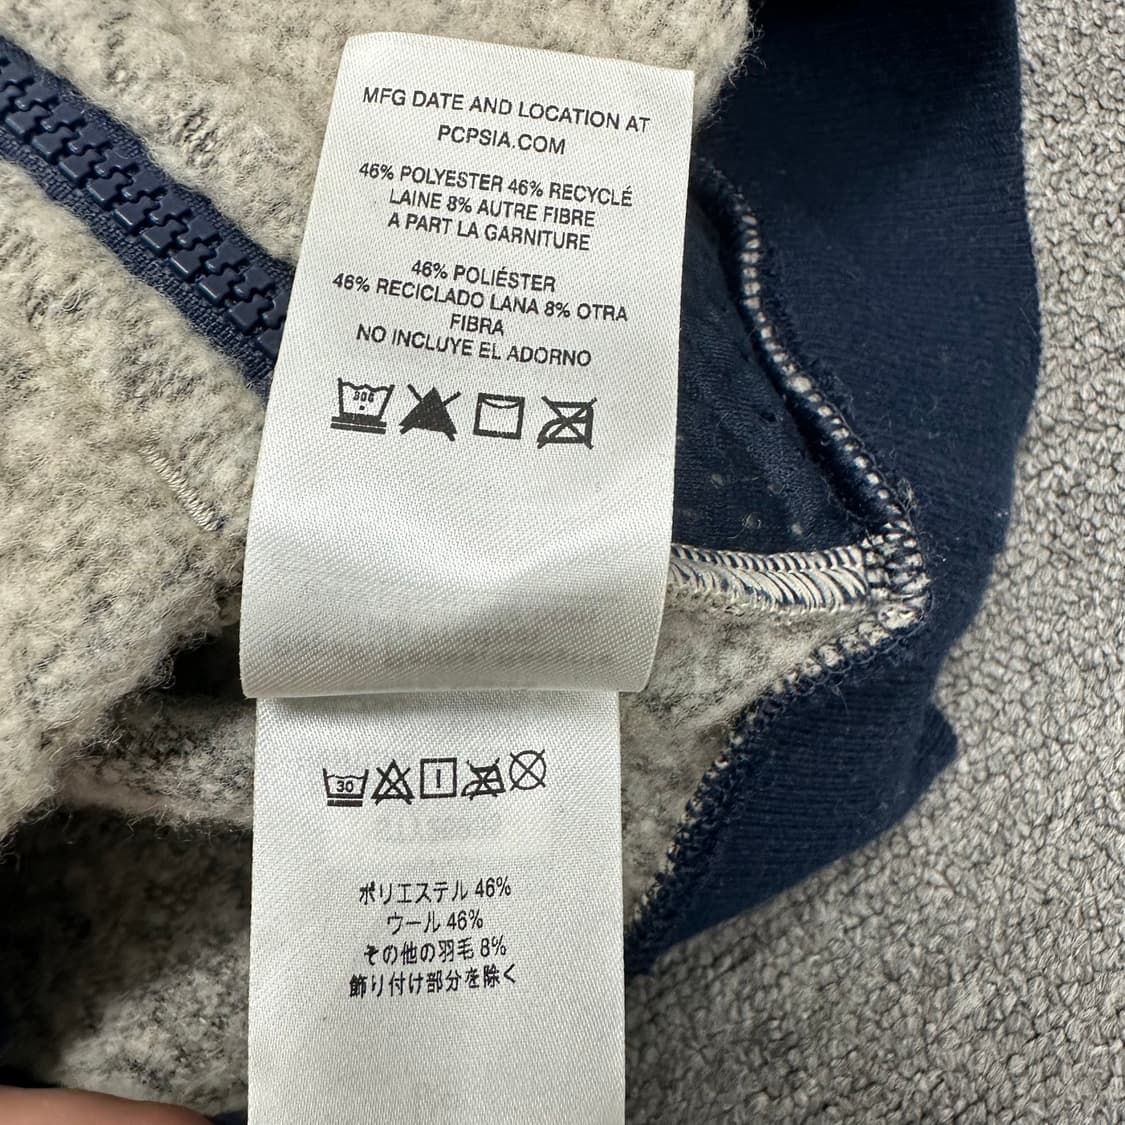 MFG DATE AND LOCATION AT
PCPSIA.COM
46% POLYESTER 46% RECYCLÉ
LAINE 8% AUTRE FIBRE
A PART LA GARNITURE
46% POLIÉSTER
46% RECICLADO LANA 8% OTRA
FIBRA
NO INCLUYE EL ADORNO
30
ポリエステル 46%
ウール 46%
その他の羽毛 8%
飾り付け部分を除く